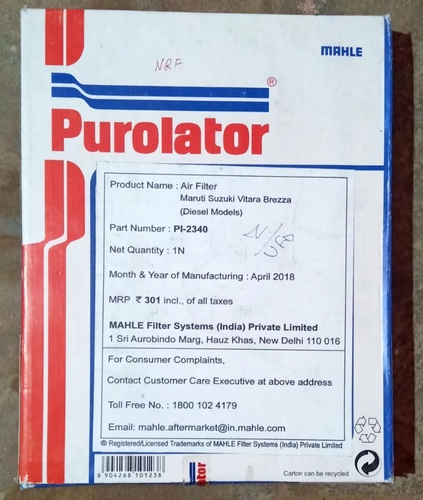 MAHLE
NRF
Purolator®
Product Name : Air Filter
Maruti Suzuki Vitara Brezza
(Diesel Models)
Part Number : PI-2340
Net Quantity : 1N
Month & Year of Manufacturing : April 2018
MRP ₹ 301 incl., of all taxes
MAHLE Filter Systems (India) Private Limited
1 Sri Aurobindo Marg, Hauz Khas, New Delhi 110 016
For Consumer Complaints,
Contact Customer Care Executive at above address
Toll Free No. : 1800 102 4179
Email: mahle.aftermarket@in.mahle.com
® Registered/Licensed Trademarks of MAHLE Filter Systems (India) Private Limited
8 904268 101238
Purolator
Carton can be recycled